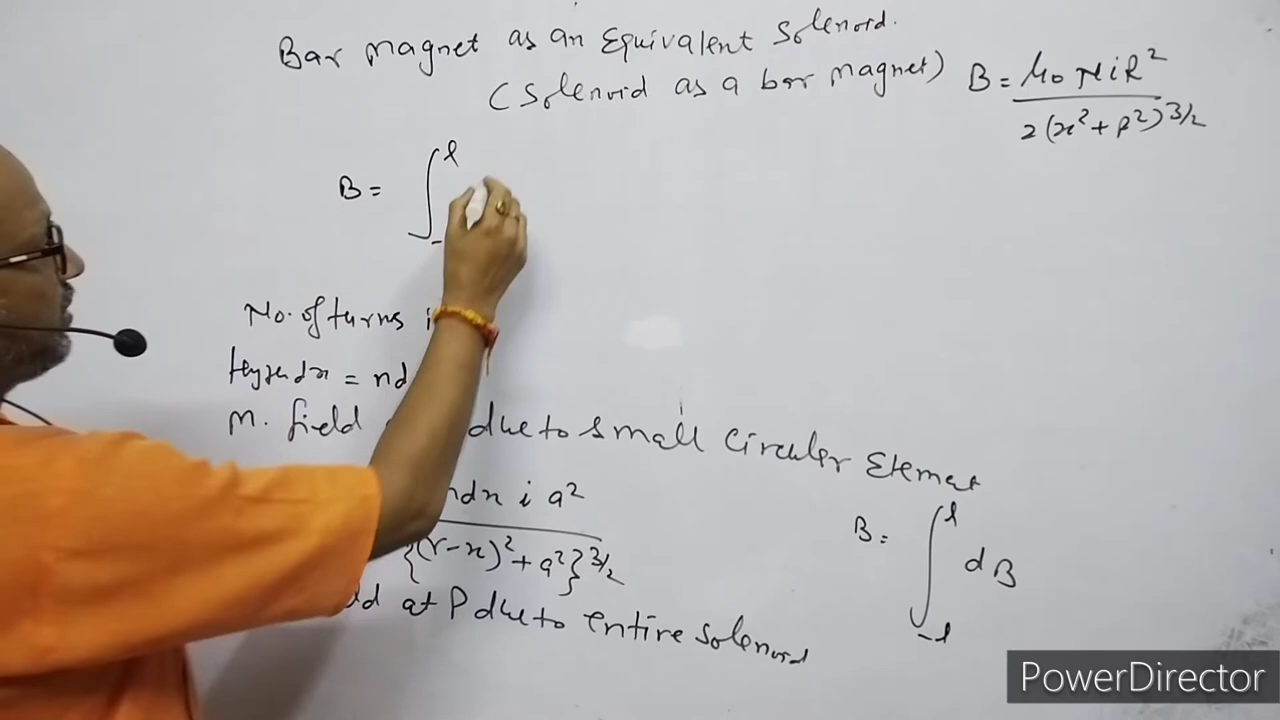 Bar magnet as an Equivalent Solenoid.
(Solenoid as a bar magnet)
B = μ₀ N i R² / 2(x² + R²)^3/2
B = ∫ l -
No. of turns
= nd
M. field due to small Circular Element
ndx i a²
{(r-x)² + a²}^3/2
at P due to entire Solenoid
B = ∫ l -l dB
PowerDirector